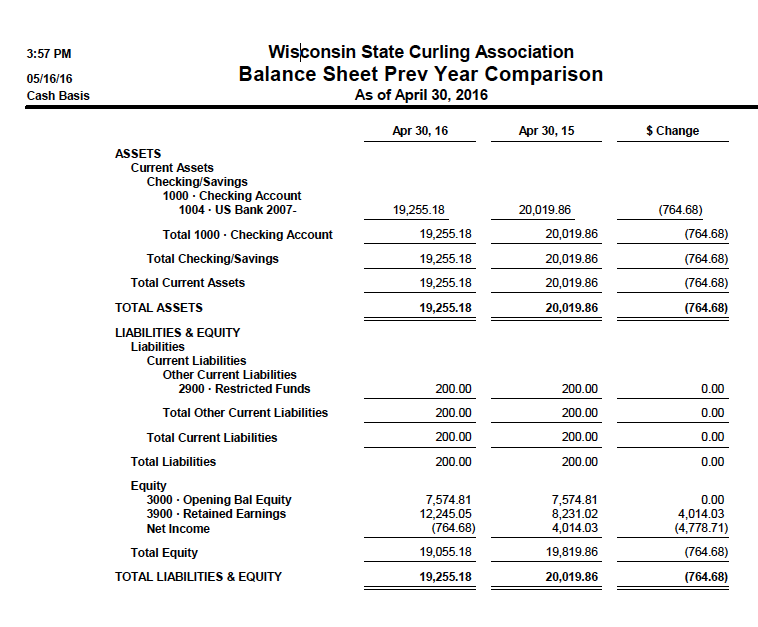 3:57 PM
Wisconsin State Curling Association
05/16/16
Balance Sheet Prev Year Comparison
Cash Basis
As of April 30, 2016
Apr 30, 16 Apr 30, 15 $ Change
ASSETS
Current Assets
Checking/Savings
1000 · Checking Account
1004 · US Bank 2007- 19,255.18 20,019.86 (764.68)
Total 1000 · Checking Account 19,255.18 20,019.86 (764.68)
Total Checking/Savings 19,255.18 20,019.86 (764.68)
Total Current Assets 19,255.18 20,019.86 (764.68)
TOTAL ASSETS 19,255.18 20,019.86 (764.68)
LIABILITIES & EQUITY
Liabilities
Current Liabilities
Other Current Liabilities
2900 · Restricted Funds 200.00 200.00 0.00
Total Other Current Liabilities 200.00 200.00 0.00
Total Current Liabilities 200.00 200.00 0.00
Total Liabilities 200.00 200.00 0.00
Equity
3000 · Opening Bal Equity 7,574.81 7,574.81 0.00
3900 · Retained Earnings 12,245.05 8,231.02 4,014.03
Net Income (764.68) 4,014.03 (4,778.71)
Total Equity 19,055.18 19,819.86 (764.68)
TOTAL LIABILITIES & EQUITY 19,255.18 20,019.86 (764.68)